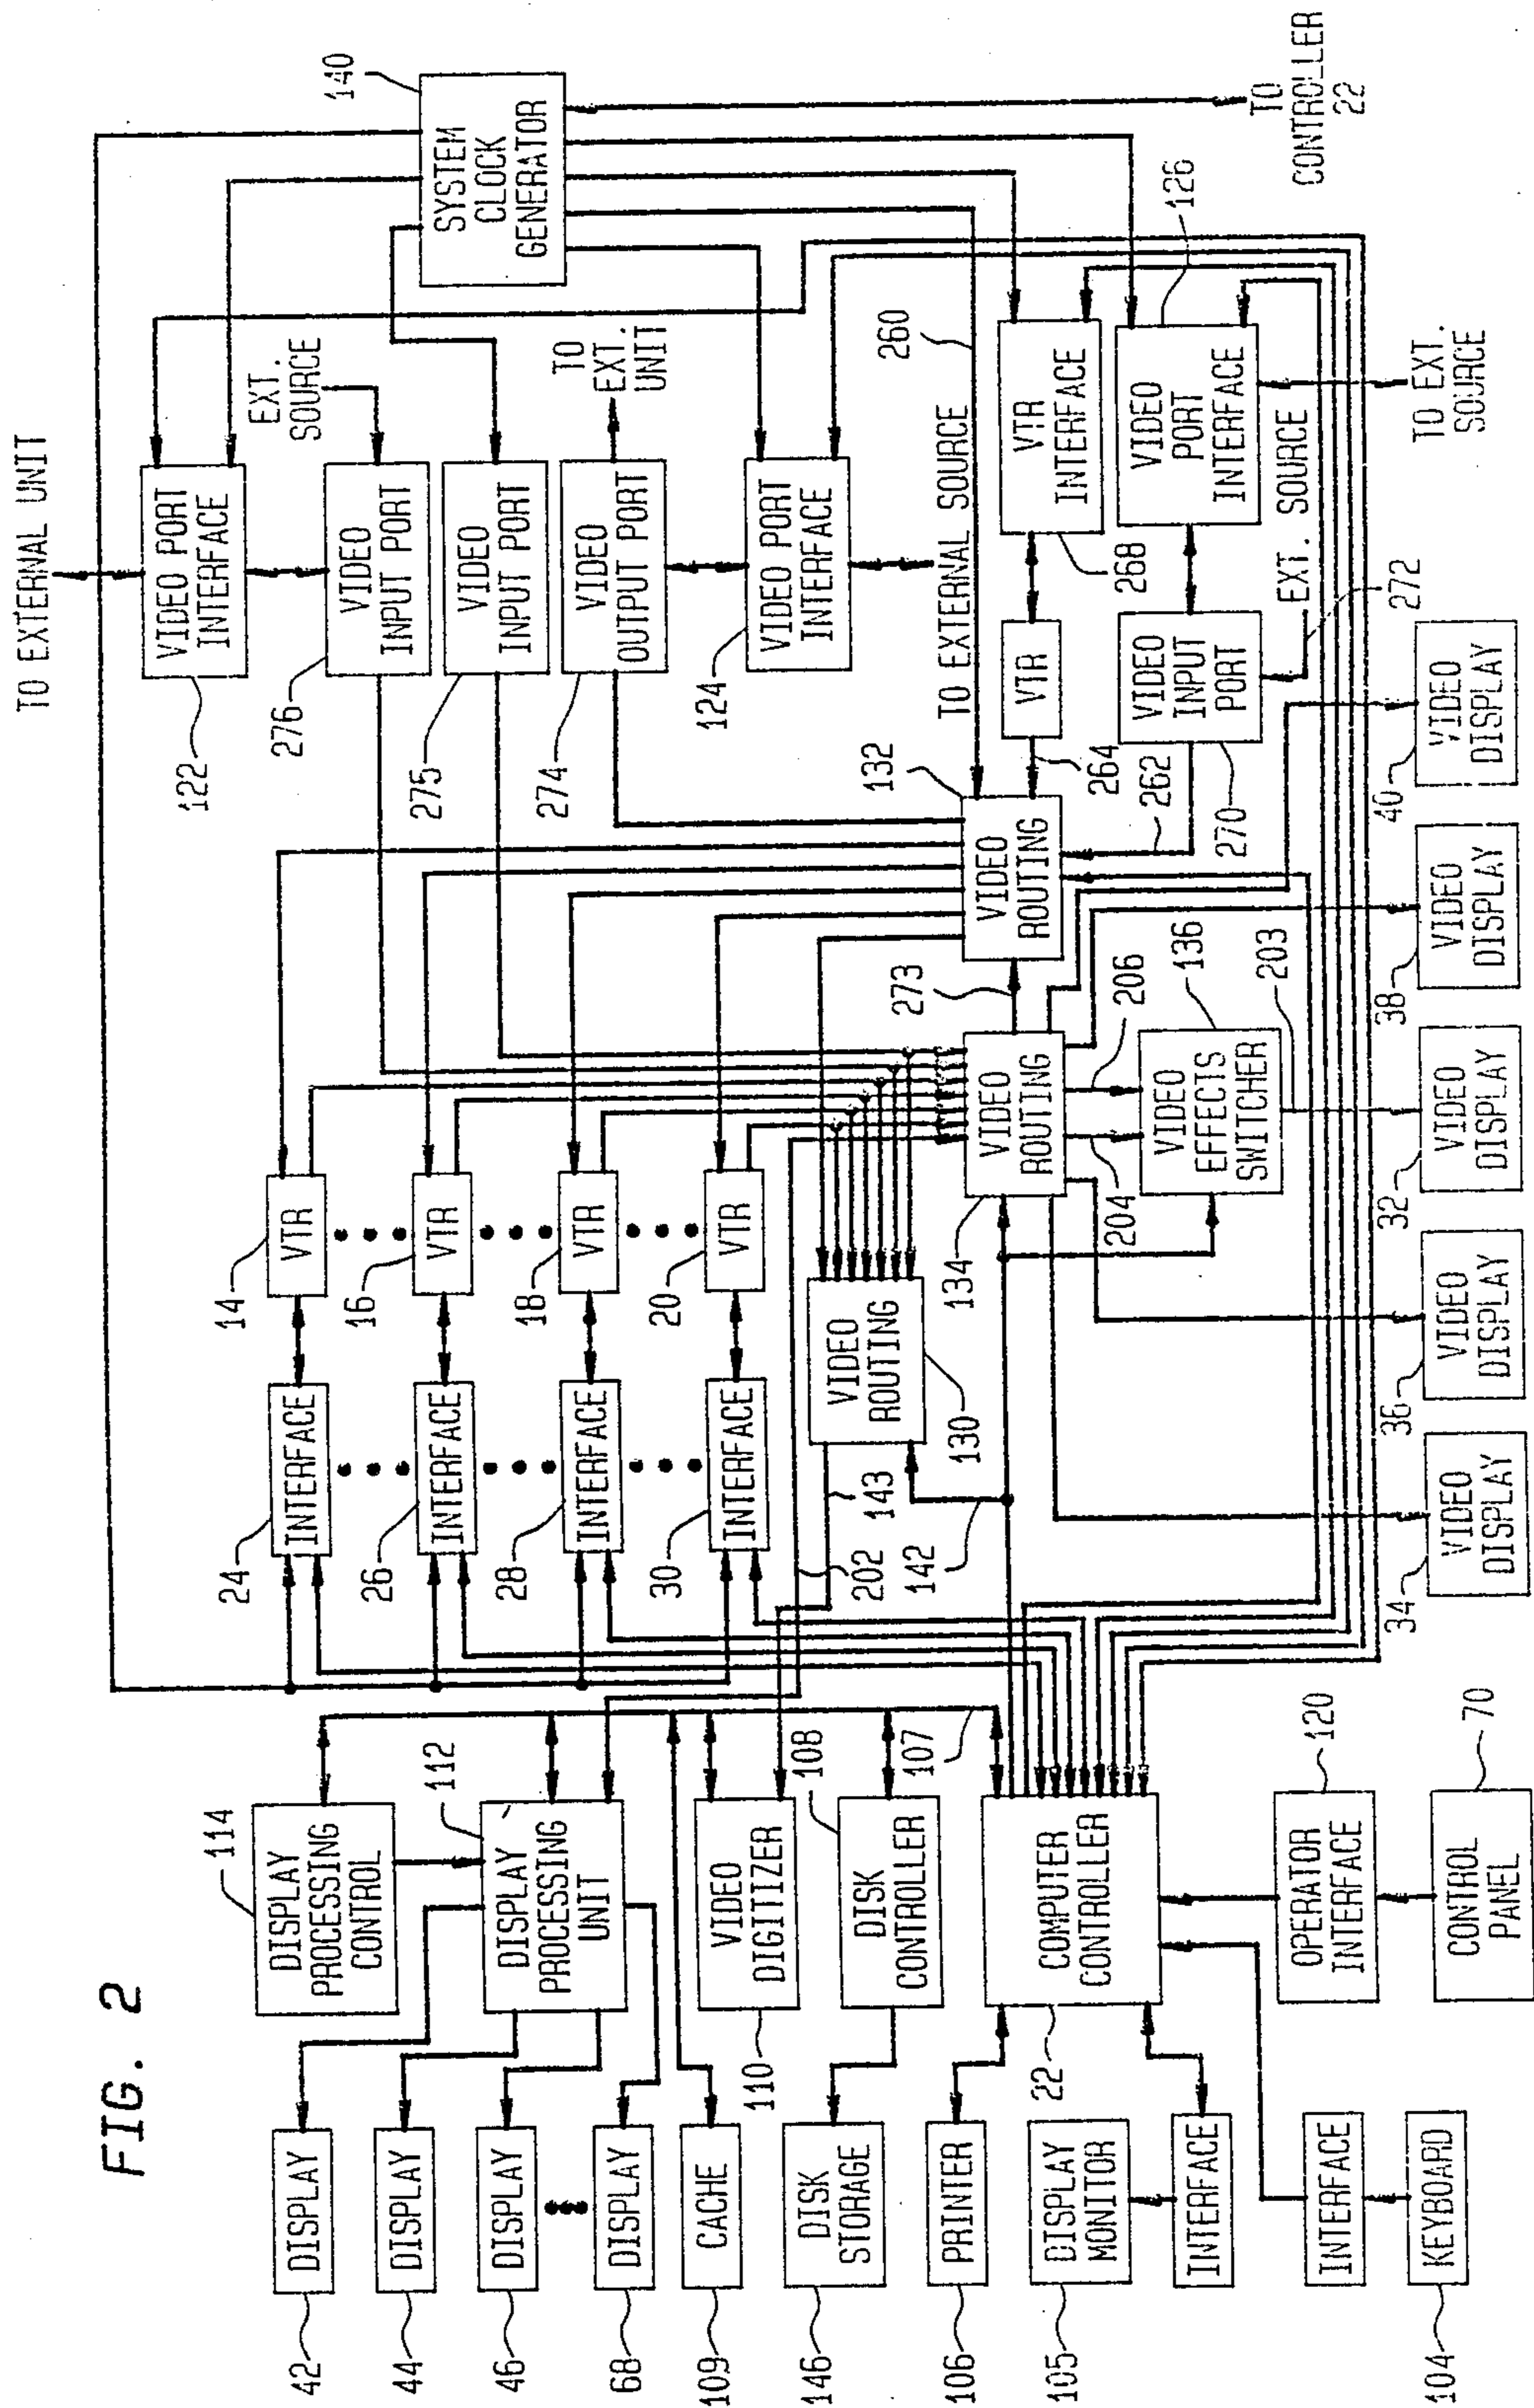 FIG. 2
42
DISPLAY
44
DISPLAY
46
DISPLAY
68
DISPLAY
109
CACHE
146
DISK
STORAGE
106
PRINTER
105
DISPLAY
MONITOR
INTERFACE
INTERFACE
104
KEYBOARD
114
DISPLAY
PROCESSING
CONTROL
112
DISPLAY
PROCESSING
UNIT
110
VIDEO
DIGITIZER
108
DISK
CONTROLLER
107
22
COMPUTER
CONTROLLER
120
OPERATOR
INTERFACE
70
CONTROL
PANEL
24
INTERFACE
26
INTERFACE
28
INTERFACE
30
INTERFACE
202
143
142
14
VTR
16
VTR
18
VTR
20
VTR
130
VIDEO
ROUTING
134
VIDEO
ROUTING
204
206
136
VIDEO
EFFECTS
SWITCHER
203
273
132
VIDEO
ROUTING
34
VIDEO
DISPLAY
36
VIDEO
DISPLAY
32
VIDEO
DISPLAY
38
VIDEO
DISPLAY
40
VIDEO
DISPLAY
TO EXTERNAL UNIT
122
VIDEO PORT
INTERFACE
276
VIDEO
INPUT PORT
EXT.
SOURCE
275
VIDEO
INPUT PORT
274
VIDEO
OUTPUT PORT
TO
EXT.
UNIT
124
VIDEO PORT
INTERFACE
TO EXTERNAL SOURCE
260
264
VTR
268
VTR
INTERFACE
262
270
VIDEO
INPUT
PORT
EXT. SOURCE
272
126
VIDEO
PORT
INTERFACE
TO EXT.
SOURCE
140
SYSTEM
CLOCK
GENERATOR
TO
CONTROLLER
22